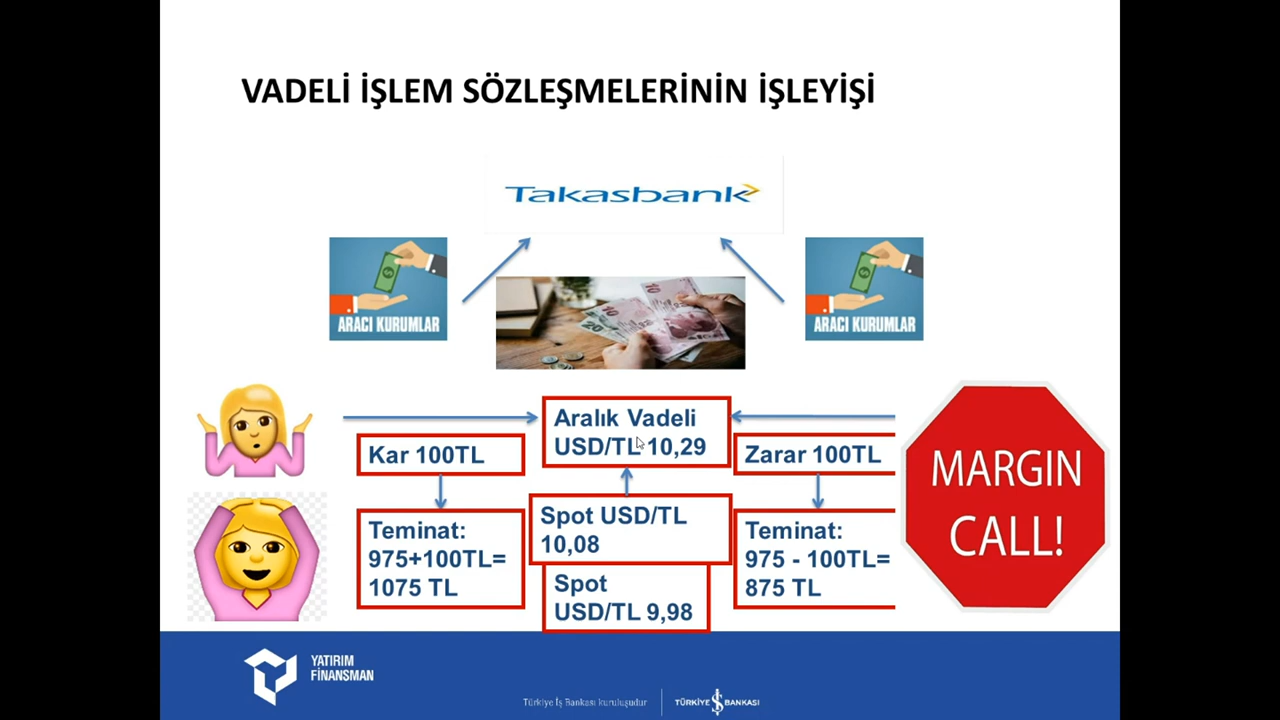 VADELİ İŞLEM SÖZLEŞMELERİNİN İŞLEYİŞİ
Takasbank
ARACI KURUMLAR
ARACI KURUMLAR
Aralık Vadeli
USD/TL 10,29
Kar 100TL
Zarar 100TL
MARGIN
CALL!
Teminat:
975+100TL=
1075 TL
Spot USD/TL
10,08
Spot
USD/TL 9,98
Teminat:
975 - 100TL=
875 TL
YATIRIM
FİNANSMAN
Türkiye İş Bankası kuruluşudur
TÜRKİYE İŞ BANKASI